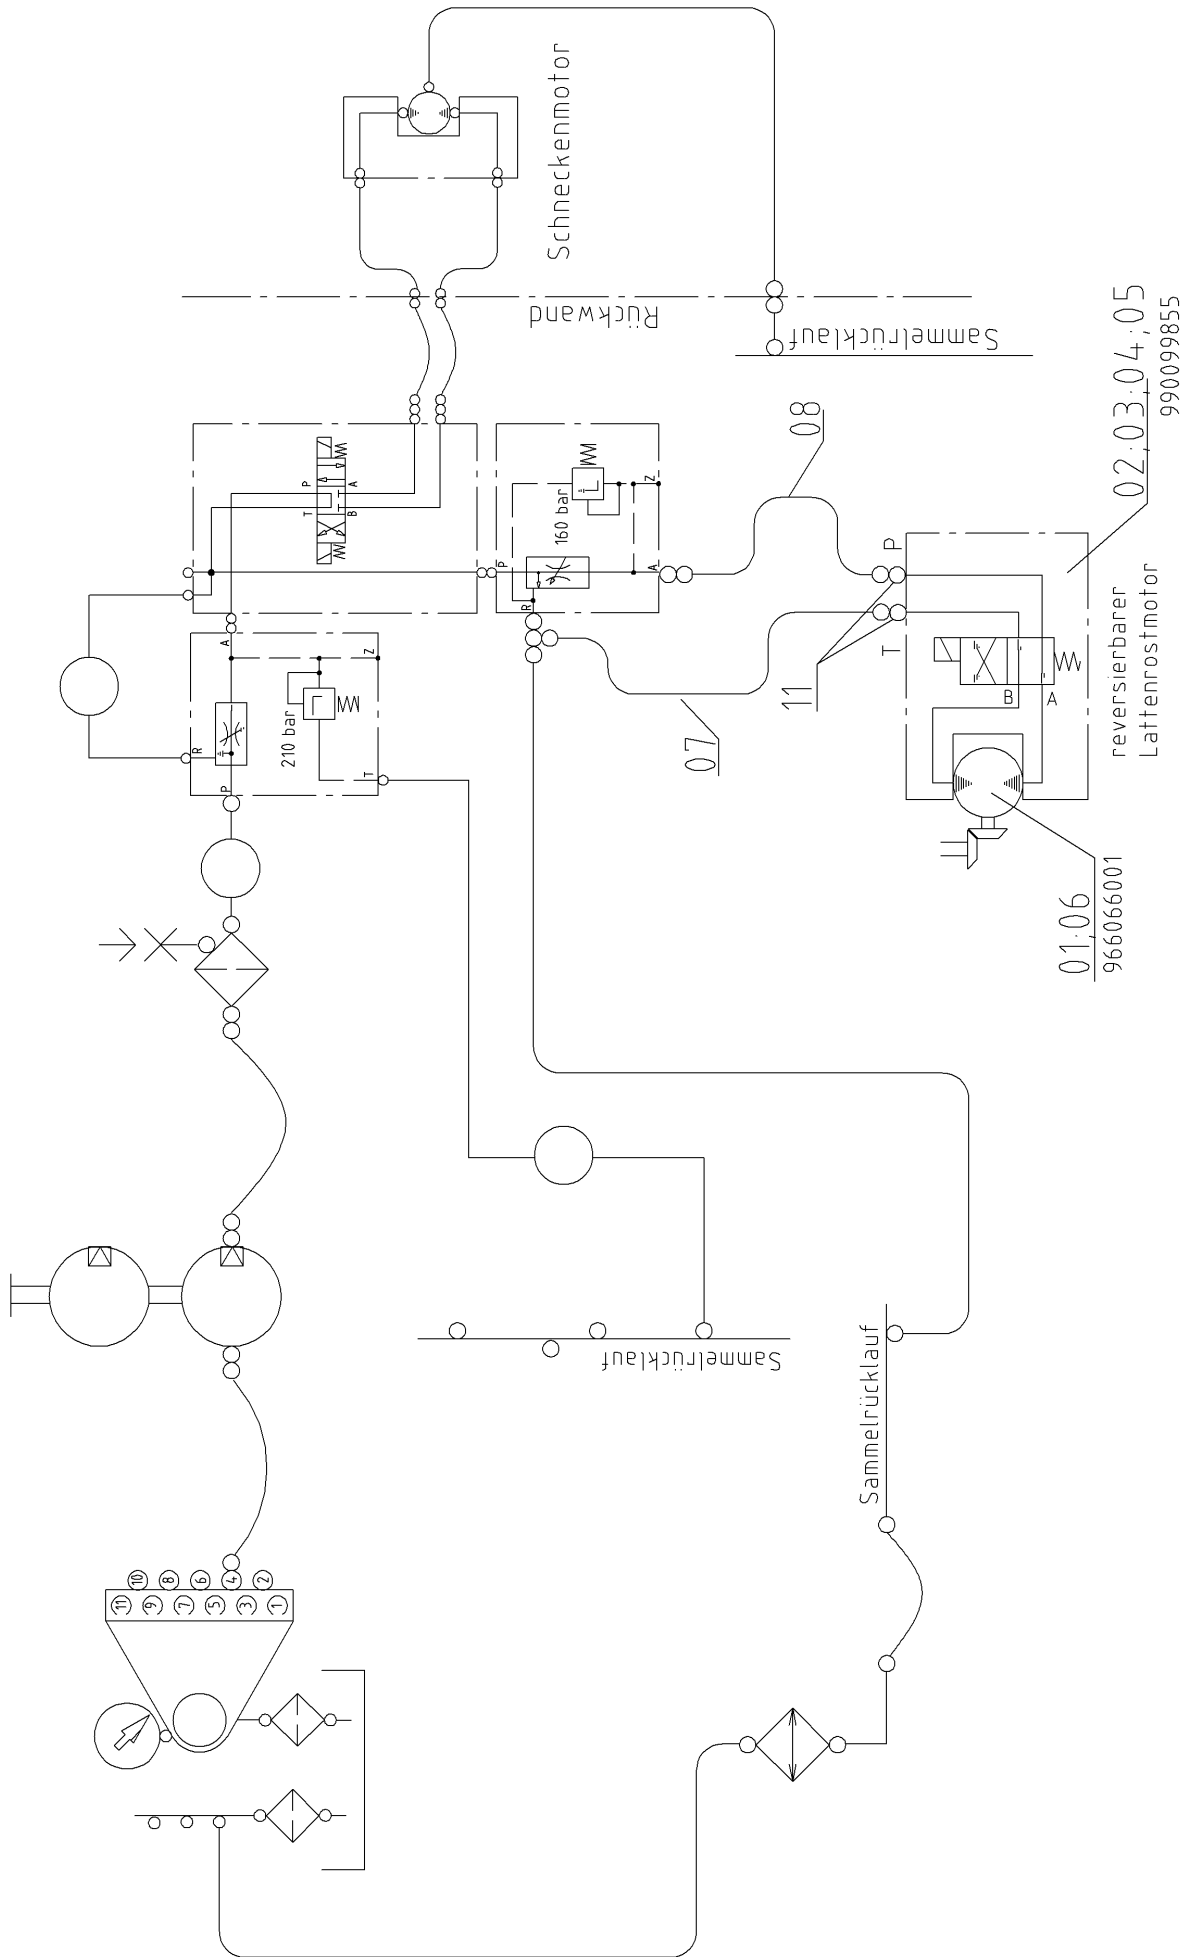 Schneckenmotor
Rückwand
Sammelrücklauf
P
T
A
B
160 bar
P
R
A
Z
08
02;03;04;05
990099855
A
R
P
210 bar
Z
T
11
P
T
07
reversierbarer
Lattenrostmotor
B
A
01;06
966066001
Sammelrücklauf
Sammelrücklauf
10
8
6
4
2
11
9
7
5
3
1